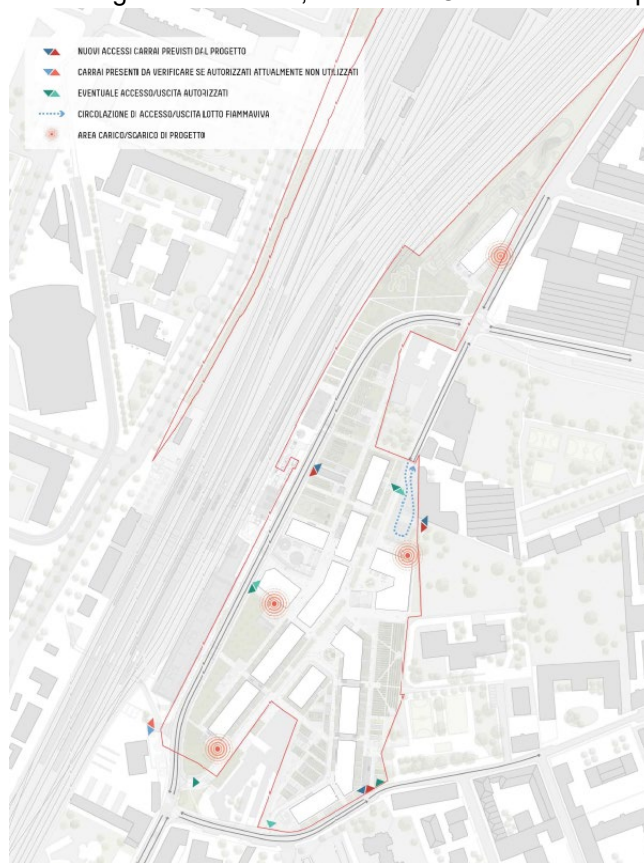 NUOVI ACCESSI CARRAI PREVISTI DAL PROGETTO
CARRAI PRESENTI DA VERIFICARE SE AUTORIZZATI ATTUALMENTE NON UTILIZZATI
EVENTUALE ACCESSO/USCITA AUTORIZZATI
CIRCOLAZIONE DI ACCESSO/USCITA LOTTO FIAMMAVIVA
AREA CARICO/SCARICO DI PROGETTO